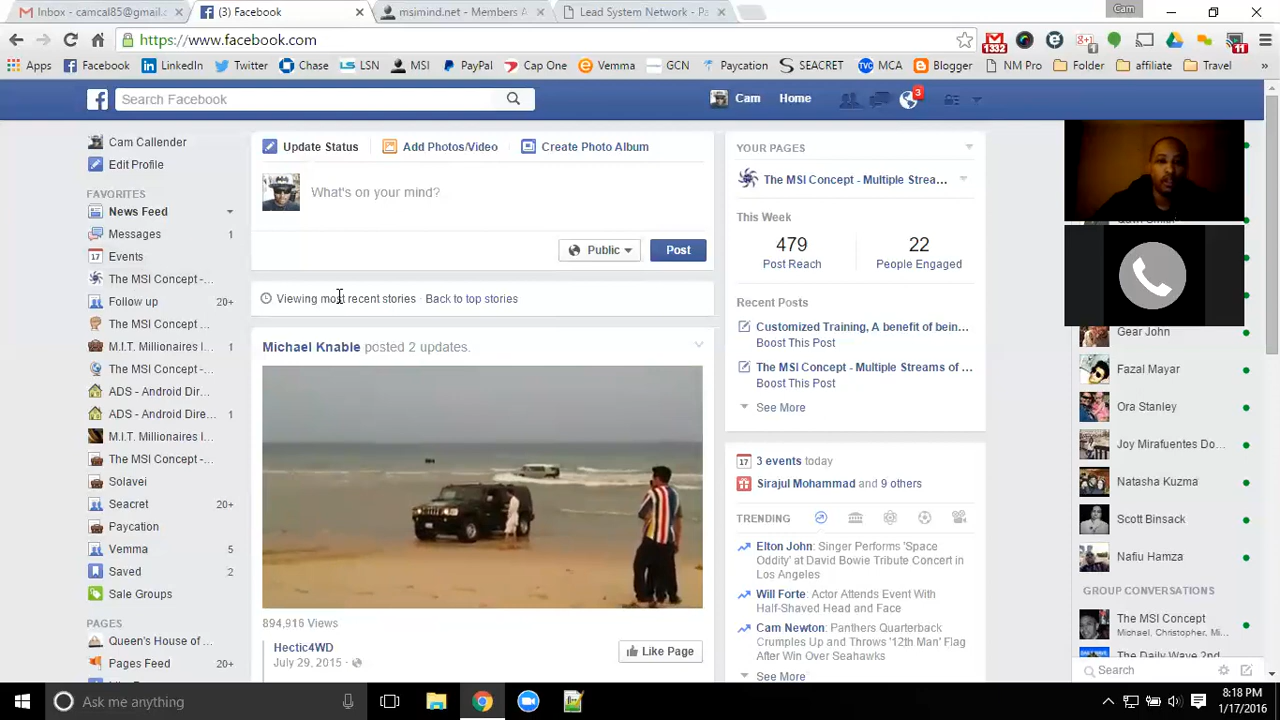 Inbox - camcal85@gmail.c
(3) Facebook
msimind.net - Members A
Lead System Network - Pa
Cam
https://www.facebook.com
1332
1
11
Apps
Facebook
LinkedIn
Twitter
Chase
LSN
MSI
PayPal
Cap One
Vemma
GCN
Paycation
SEACRET
TVC
MCA
Blogger
NM Pro
Folder
affiliate
Travel
Search Facebook
Cam
Home
3
Cam Callender
Edit Profile
FAVORITES
News Feed
Messages 1
17 Events
The MSI Concept -...
Follow up 20+
The MSI Concept ...
M.I.T. Millionaires I... 1
The MSI Concept -...
ADS - Android Dir...
ADS - Android Dire... 1
M.I.T. Millionaires I...
The MSI Concept -...
Solavei
Seacret 20+
Paycation
Vemma 5
Saved 2
Sale Groups
PAGES
Queen's House of ...
Pages Feed 20+
Update Status
Add Photos/Video
Create Photo Album
What's on your mind?
Public
Post
Viewing most recent stories · Back to top stories
Michael Knable posted 2 updates.
894,916 Views
Hectic4WD
July 29, 2015 ·
Like Page
YOUR PAGES
The MSI Concept - Multiple Strea...
This Week
479
Post Reach
22
People Engaged
Recent Posts
Customized Training, A benefit of bein...
Boost This Post
The MSI Concept - Multiple Streams of ...
Boost This Post
See More
17 3 events today
Sirajul Mohammad and 9 others
TRENDING
Elton John: Singer Performs 'Space
Oddity' at David Bowie Tribute Concert in
Los Angeles
Will Forte: Actor Attends Event With
Half-Shaved Head and Face
Cam Newton: Panthers Quarterback
Crumples Up and Throws '12th Man' Flag
After Win Over Seahawks
See More
Gear John
Fazal Mayar
Ora Stanley
Joy Mirafuentes Do...
Natasha Kuzma
Scott Binsack
Nafiu Hamza
GROUP CONVERSATIONS
The MSI Concept
Michael, Christopher, Mi...
The Daily Wave 2nd
Search
Ask me anything
8:18 PM
1/17/2016